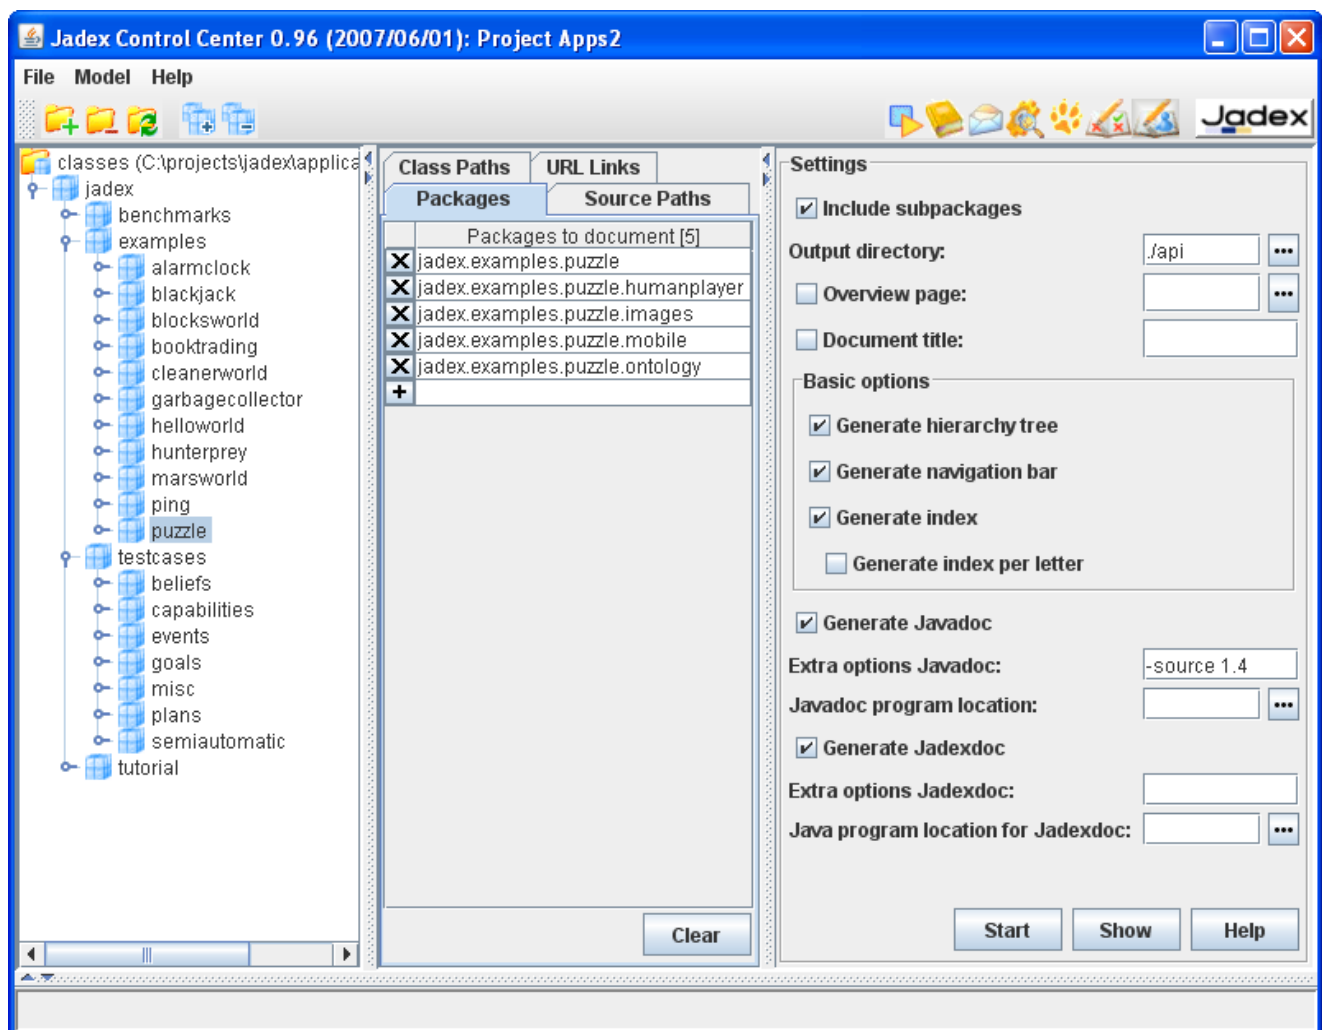 Jadex Control Center 0.96 (2007/06/01): Project Apps2
File Model Help
Jadex
classes (C:\projects\jadex\applica
jadex
benchmarks
examples
alarmclock
blackjack
blocksworld
booktrading
cleanerworld
garbagecollector
helloworld
hunterprey
marsworld
ping
puzzle
testcases
beliefs
capabilities
events
goals
misc
plans
semiautomatic
tutorial
Class Paths URL Links
Packages Source Paths
Packages to document [5]
jadex.examples.puzzle
jadex.examples.puzzle.humanplayer
jadex.examples.puzzle.images
jadex.examples.puzzle.mobile
jadex.examples.puzzle.ontology
Clear
Settings
Include subpackages
Output directory: ./api ...
Overview page: ...
Document title:
Basic options
Generate hierarchy tree
Generate navigation bar
Generate index
Generate index per letter
Generate Javadoc
Extra options Javadoc: -source 1.4
Javadoc program location: ...
Generate Jadexdoc
Extra options Jadexdoc:
Java program location for Jadexdoc: ...
Start Show Help